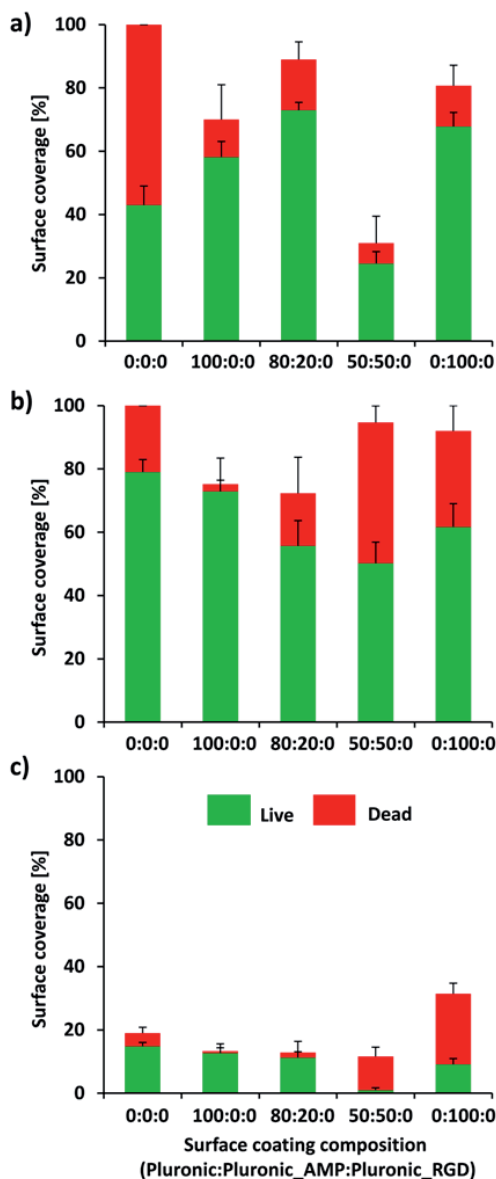 a)
Surface coverage [%]
100
80
60
40
20
0
0:0:0 100:0:0 80:20:0 50:50:0 0:100:0
b)
Surface coverage [%]
100
80
60
40
20
0
0:0:0 100:0:0 80:20:0 50:50:0 0:100:0
c)
Surface coverage [%]
100
80
60
40
20
0
Live Dead
0:0:0 100:0:0 80:20:0 50:50:0 0:100:0
Surface coating composition
(Pluronic:Pluronic_AMP:Pluronic_RGD)